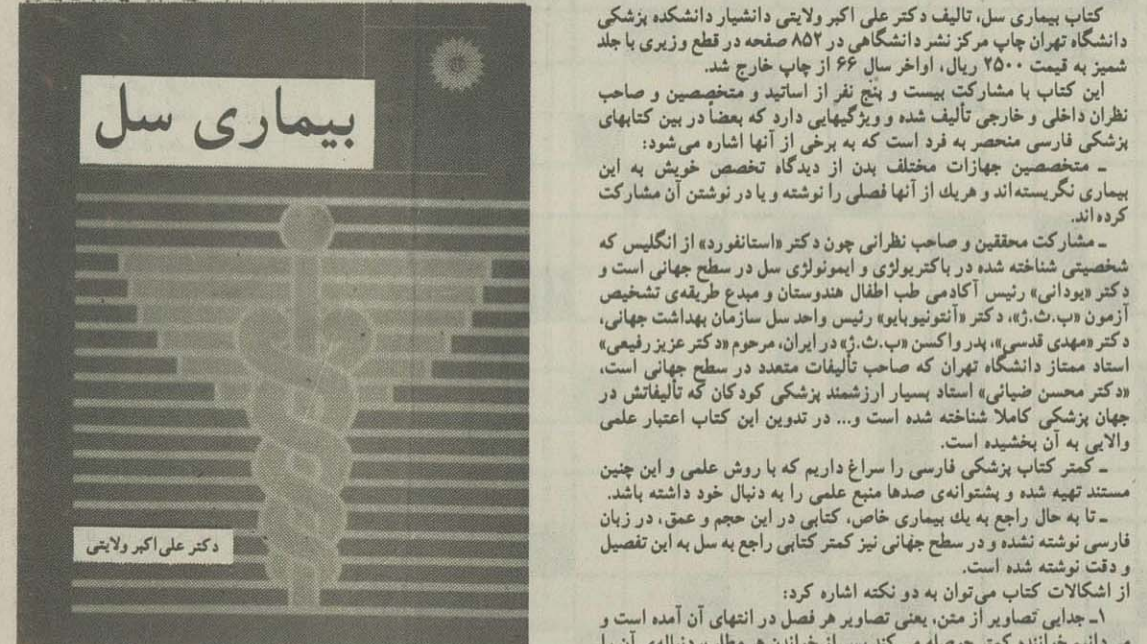 کتاب بیماری سل، تالیف دکتر علی اکبر ولایتی دانشیار دانشکده پزشکی
دانشگاه تهران چاپ مرکز نشر دانشگاهی در ۸۵۲ صفحه در قطع وزیری با جلد
شمیز به قیمت ۲۵۰۰ ریال، اواخر سال ۶۶ از چاپ خارج شد.
این کتاب با مشارکت بیست و پنج نفر از اساتید و متخصصین و صاحب
نظران داخلی و خارجی تألیف شده و ویژگیهایی دارد که بعضاً در بین کتابهای
پزشکی فارسی منحصر به فرد است که به برخی از آنها اشاره می‌شود:
ـ متخصصین جهازات مختلف بدن از دیدگاه تخصص خویش به این
بیماری نگریسته‌اند و هریك از آنها فصلی را نوشته و یا در نوشتن آن مشارکت
کرده‌اند.
ـ مشارکت محققین و صاحب نظرانی چون دکتر «استانفورد» از انگلیس که
شخصیتی شناخته شده در باکتریولژی و ایمونولژی سل در سطح جهانی است و
دکتر «یودانی» رئیس آکادمی طب اطفال هندوستان و مبدع طریقه‌ی تشخیص
آزمون «ب.ث.ژ»، دکتر «آنتونیوبایو» رئیس واحد سل سازمان بهداشت جهانی،
دکتر «مهدی قدسی»، پدر واکسن «ب.ث.ژ» در ایران، مرحوم «دکتر عزیز رفیعی»
استاد ممتاز دانشگاه تهران که صاحب تألیفات متعدد در سطح جهانی است،
«دکتر محسن ضیائی» استاد بسیار ارزشمند پزشکی کودکان که تألیفاتش در
جهان پزشکی کاملا شناخته شده است و... در تدوین این کتاب اعتبار علمی
والایی به آن بخشیده است.
ـ کمتر کتاب پزشکی فارسی را سراغ داریم که با روش علمی و این چنین
مستند تهیه شده و پشتوانه‌ی صدها منبع علمی را به دنبال خود داشته باشد.
ـ تا به حال راجع به یك بیماری خاص، کتابی در این حجم و عمق، در زبان
فارسی نوشته نشده و در سطح جهانی نیز کمتر کتابی راجع به سل به این تفصیل
و دقت نوشته شده است.
از اشکالات کتاب می‌توان به دو نکته اشاره کرد:
۱ـ جدایی تصاویر از متن، یعنی تصاویر هر فصل در انتهای آن آمده است و
بیماری سل
دکتر علی اکبر ولایتی